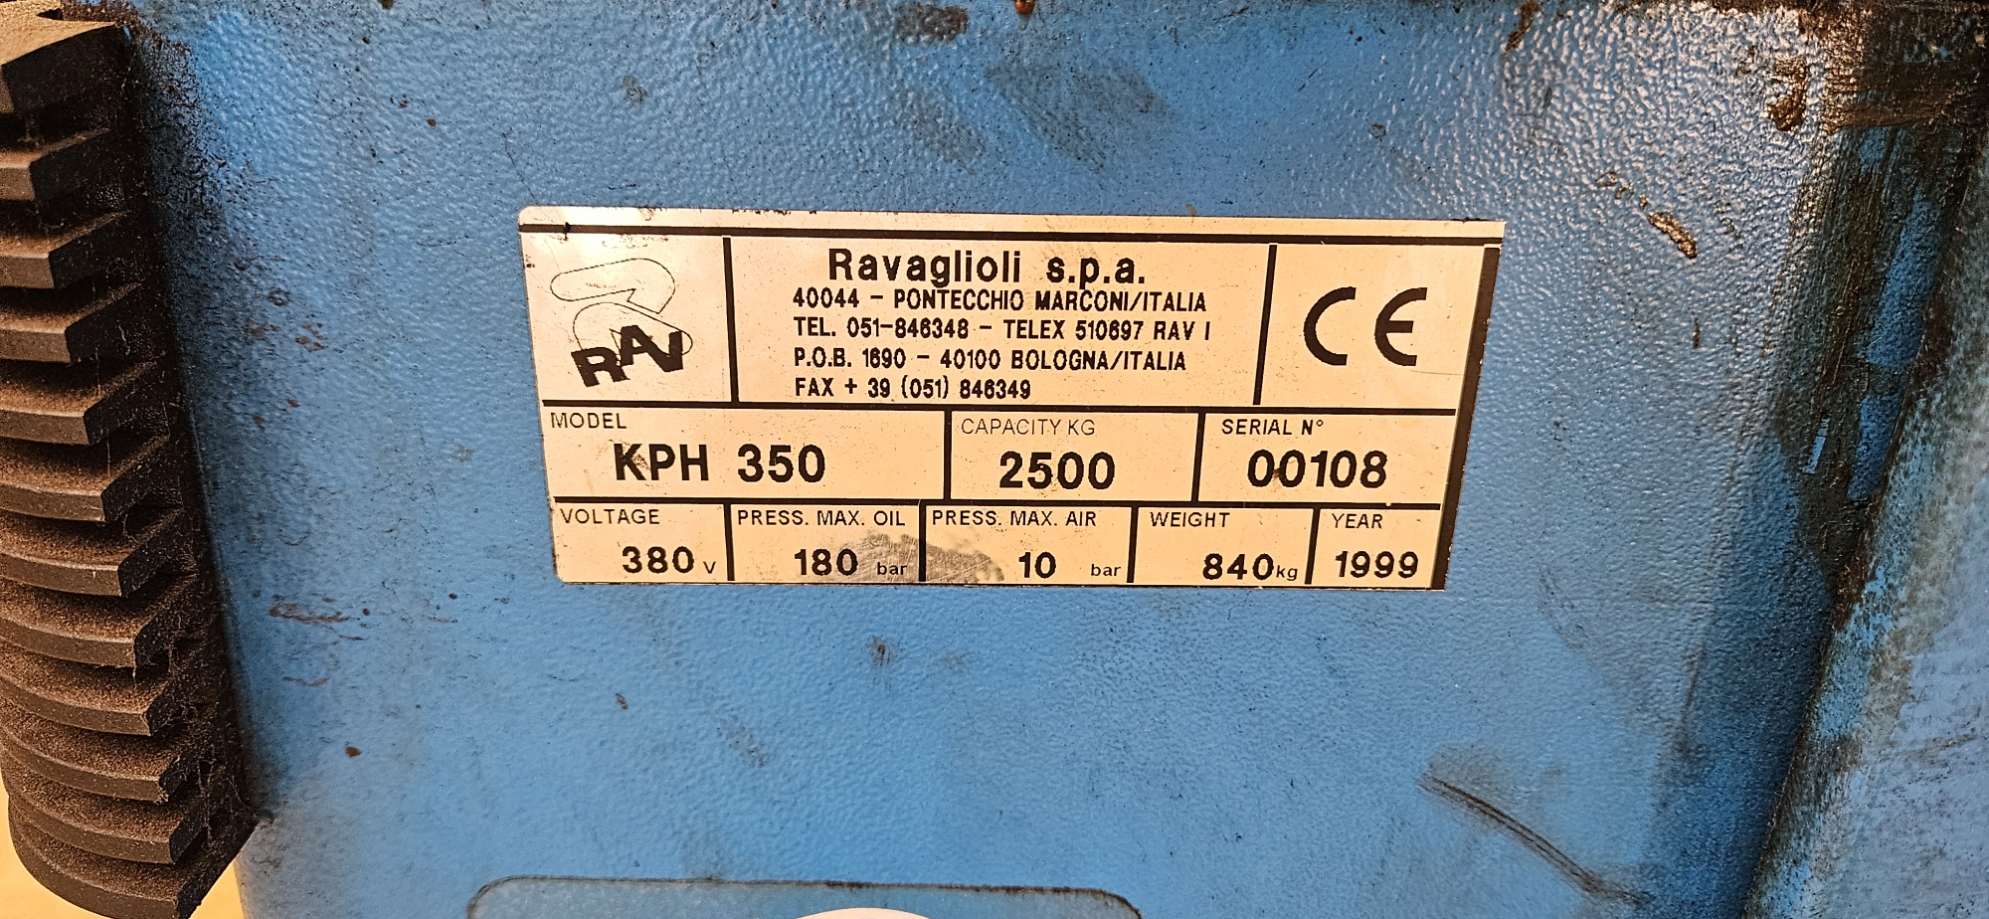 RAV
Ravaglioli s.p.a.
40044 - PONTECCHIO MARCONI/ITALIA
TEL. 051-846348 - TELEX 510697 RAV I
P.O.B. 1690 - 40100 BOLOGNA/ITALIA
FAX + 39 (051) 846349
CE
MODEL
KPH 350
CAPACITY KG
2500
SERIAL N°
00108
VOLTAGE
380 V
PRESS. MAX. OIL
180 bar
PRESS. MAX. AIR
10 bar
WEIGHT
840 kg
YEAR
1999